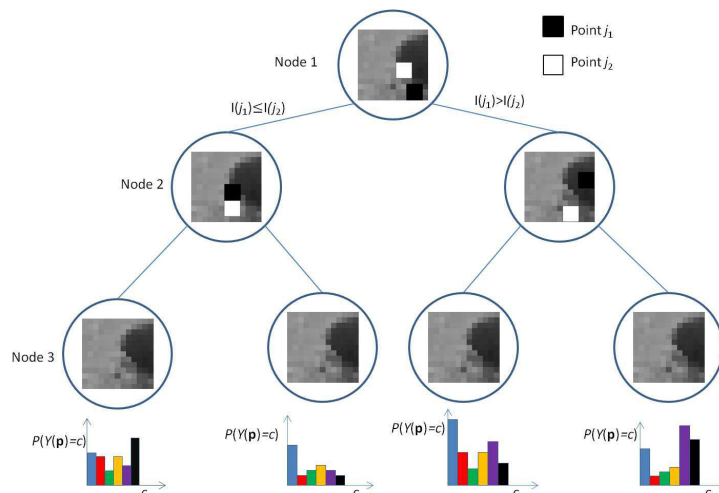 Node 1
Point j₁
Point j₂
I(j₁)≤I(j₂)
I(j₁)>I(j₂)
Node 2
Node 3
P(Y(p)=c)
P(Y(p)=c)
P(Y(p)=c)
P(Y(p)=c)
c
c
c
c